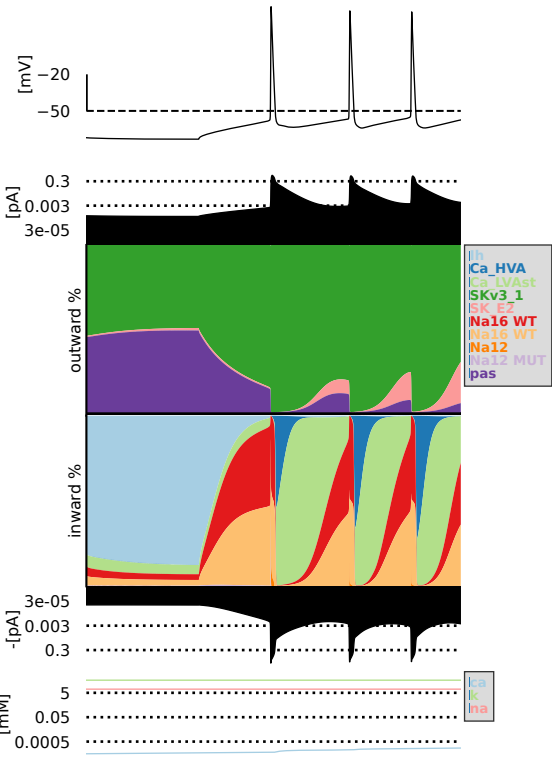 [mV]
−20
−50
[pA]
0.3
0.003
3e-05
outward %
Ih
Ca_HVA
Ca_LVAst
SKv3_1
SK_E2
Na16 WT
Na16 WT
Na12
Na12 MUT
pas
inward %
-[pA]
3e-05
0.003
0.3
[mM]
5
0.05
0.0005
ca
k
na